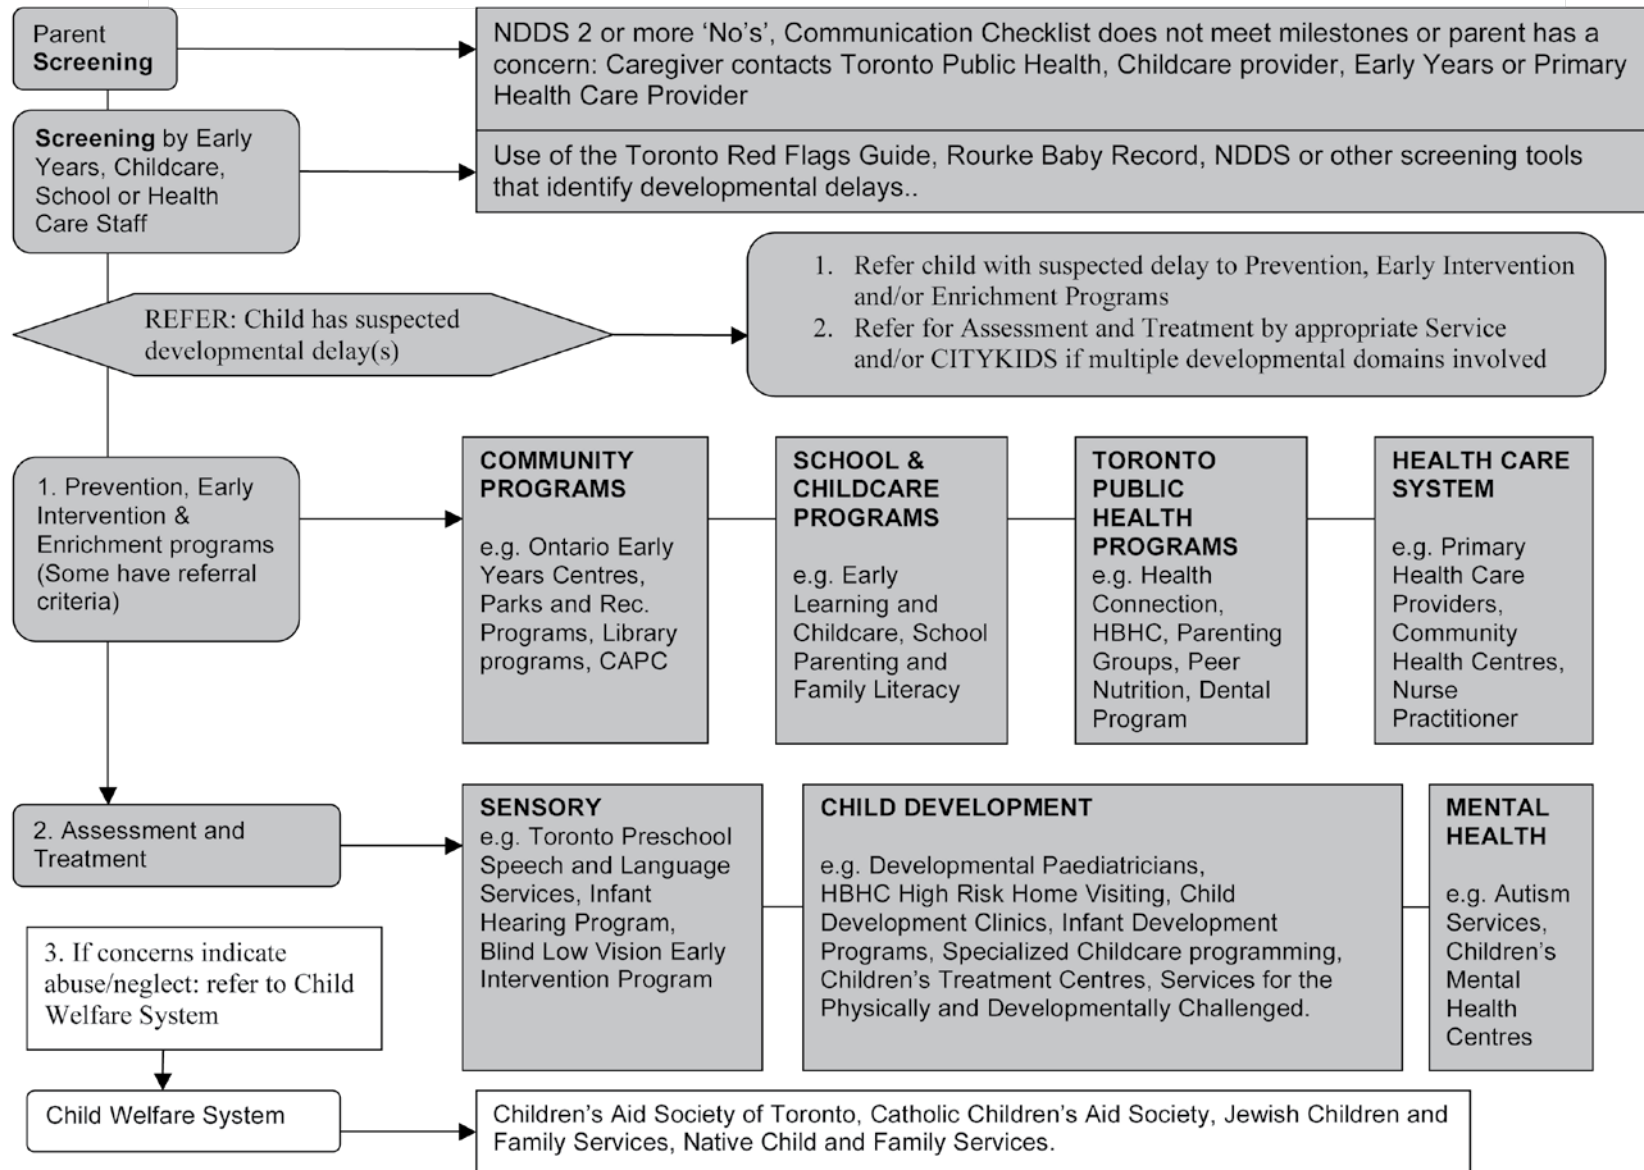 Parent
Screening
NDDS 2 or more ‘No’s’, Communication Checklist does not meet milestones or parent has a
concern: Caregiver contacts Toronto Public Health, Childcare provider, Early Years or Primary
Health Care Provider
Screening by Early
Years, Childcare,
School or Health
Care Staff
Use of the Toronto Red Flags Guide, Rourke Baby Record, NDDS or other screening tools
that identify developmental delays..
REFER: Child has suspected
developmental delay(s)
1. Refer child with suspected delay to Prevention, Early Intervention
and/or Enrichment Programs
2. Refer for Assessment and Treatment by appropriate Service
and/or CITYKIDS if multiple developmental domains involved
1. Prevention, Early
Intervention &
Enrichment programs
(Some have referral
criteria)
COMMUNITY
PROGRAMS
e.g. Ontario Early
Years Centres,
Parks and Rec.
Programs, Library
programs, CAPC
SCHOOL &
CHILDCARE
PROGRAMS
e.g. Early
Learning and
Childcare, School
Parenting and
Family Literacy
TORONTO
PUBLIC
HEALTH
PROGRAMS
e.g. Health
Connection,
HBHC, Parenting
Groups, Peer
Nutrition, Dental
Program
HEALTH CARE
SYSTEM
e.g. Primary
Health Care
Providers,
Community
Health Centres,
Nurse
Practitioner
2. Assessment and
Treatment
SENSORY
e.g. Toronto Preschool
Speech and Language
Services, Infant
Hearing Program,
Blind Low Vision Early
Intervention Program
CHILD DEVELOPMENT
e.g. Developmental Paediatricians,
HBHC High Risk Home Visiting, Child
Development Clinics, Infant Development
Programs, Specialized Childcare programming,
Children’s Treatment Centres, Services for the
Physically and Developmentally Challenged.
MENTAL
HEALTH
e.g. Autism
Services,
Children’s
Mental
Health
Centres
3. If concerns indicate
abuse/neglect: refer to Child
Welfare System
Child Welfare System
Children’s Aid Society of Toronto, Catholic Children’s Aid Society, Jewish Children and
Family Services, Native Child and Family Services.